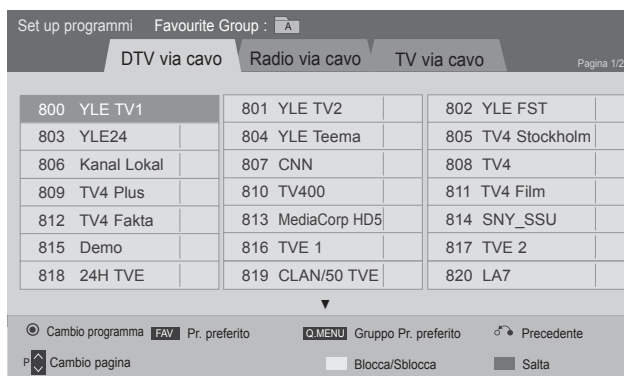 Set up programmi Favourite Group : A
DTV via cavo Radio via cavo TV via cavo Pagina 1/2
800 YLE TV1 801 YLE TV2 802 YLE FST
803 YLE24 804 YLE Teema 805 TV4 Stockholm
806 Kanal Lokal 807 CNN 808 TV4
809 TV4 Plus 810 TV400 811 TV4 Film
812 TV4 Fakta 813 MediaCorp HD5 814 SNY_SSU
815 Demo 816 TVE 1 817 TVE 2
818 24H TVE 819 CLAN/50 TVE 820 LA7
Cambio programma FAV Pr. preferito Q.MENU Gruppo Pr. preferito Precedente
P Cambio pagina Blocca/Sblocca Salta